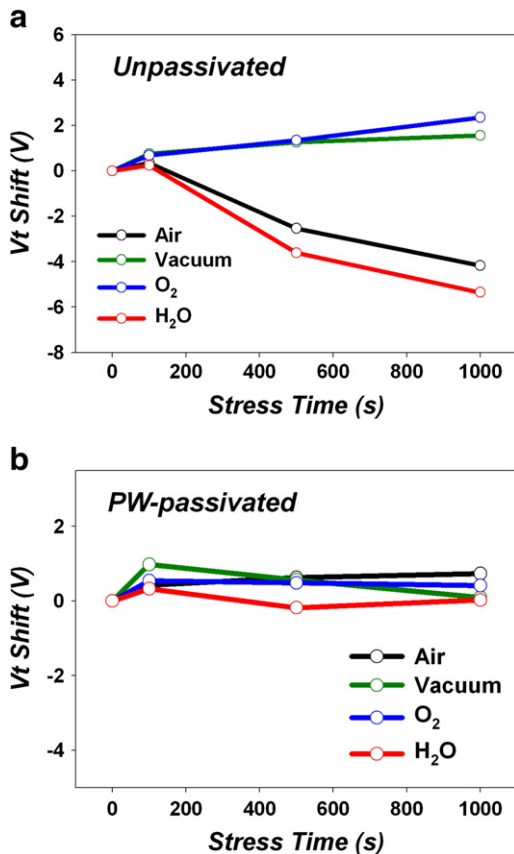 a
6
Unpassivated
4
2
0
-2
-4
-6
-8
Vt Shift (V)
Air
Vacuum
O₂
H₂O
0 200 400 600 800 1000
Stress Time (s)
b
PW-passivated
2
0
-2
-4
Vt Shift (V)
Air
Vacuum
O₂
H₂O
0 200 400 600 800 1000
Stress Time (s)